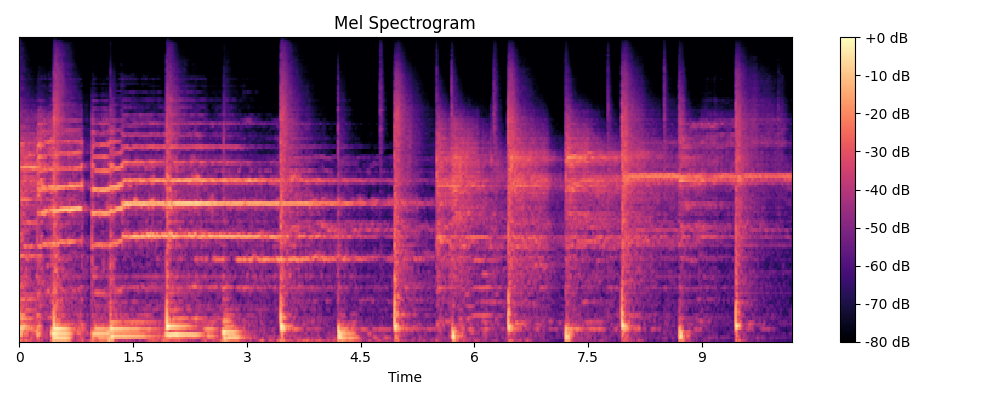 Mel Spectrogram
+0 dB
-10 dB
-20 dB
-30 dB
-40 dB
-50 dB
-60 dB
-70 dB
-80 dB
0 1.5 3 4.5 6 7.5 9
Time